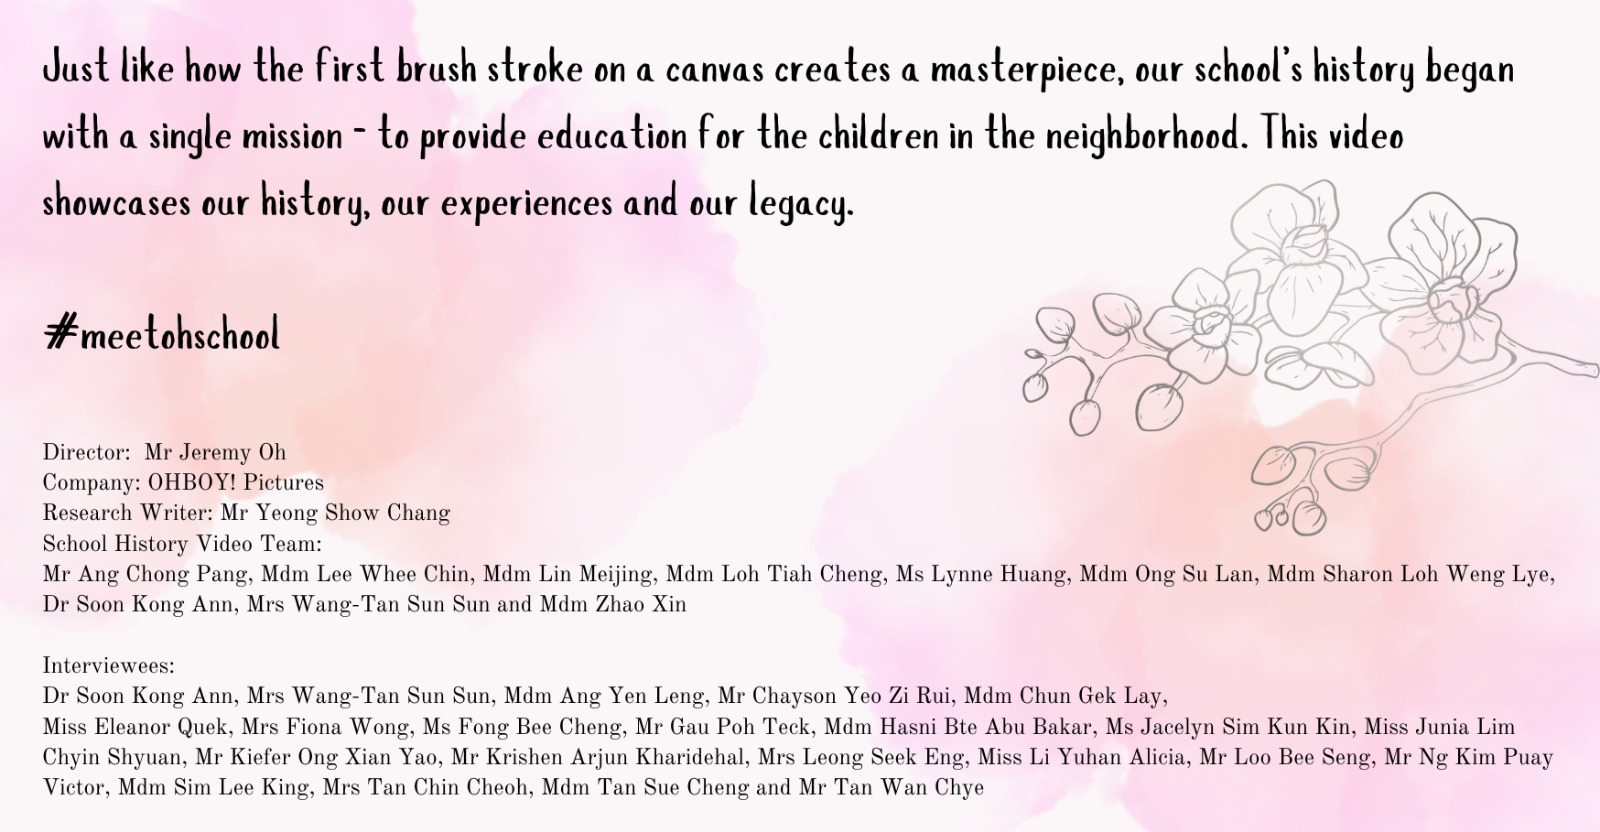 Just like how the first brush stroke on a canvas creates a masterpiece, our school's history began
with a single mission - to provide education for the children in the neighborhood. This video
showcases our history, our experiences and our legacy.
#meetohschool
Director:  Mr Jeremy Oh
Company: OHBOY! Pictures
Research Writer: Mr Yeong Show Chang
School History Video Team:
Mr Ang Chong Pang, Mdm Lee Whee Chin, Mdm Lin Meijing, Mdm Loh Tiah Cheng, Ms Lynne Huang, Mdm Ong Su Lan, Mdm Sharon Loh Weng Lye,
Dr Soon Kong Ann, Mrs Wang-Tan Sun Sun and Mdm Zhao Xin
Interviewees:
Dr Soon Kong Ann, Mrs Wang-Tan Sun Sun, Mdm Ang Yen Leng, Mr Chayson Yeo Zi Rui, Mdm Chun Gek Lay,
Miss Eleanor Quek, Mrs Fiona Wong, Ms Fong Bee Cheng, Mr Gau Poh Teck, Mdm Hasni Bte Abu Bakar, Ms Jacelyn Sim Kun Kin, Miss Junia Lim
Chyin Shyuan, Mr Kiefer Ong Xian Yao, Mr Krishen Arjun Kharidehal, Mrs Leong Seek Eng, Miss Li Yuhan Alicia, Mr Loo Bee Seng, Mr Ng Kim Puay
Victor, Mdm Sim Lee King, Mrs Tan Chin Cheoh, Mdm Tan Sue Cheng and Mr Tan Wan Chye